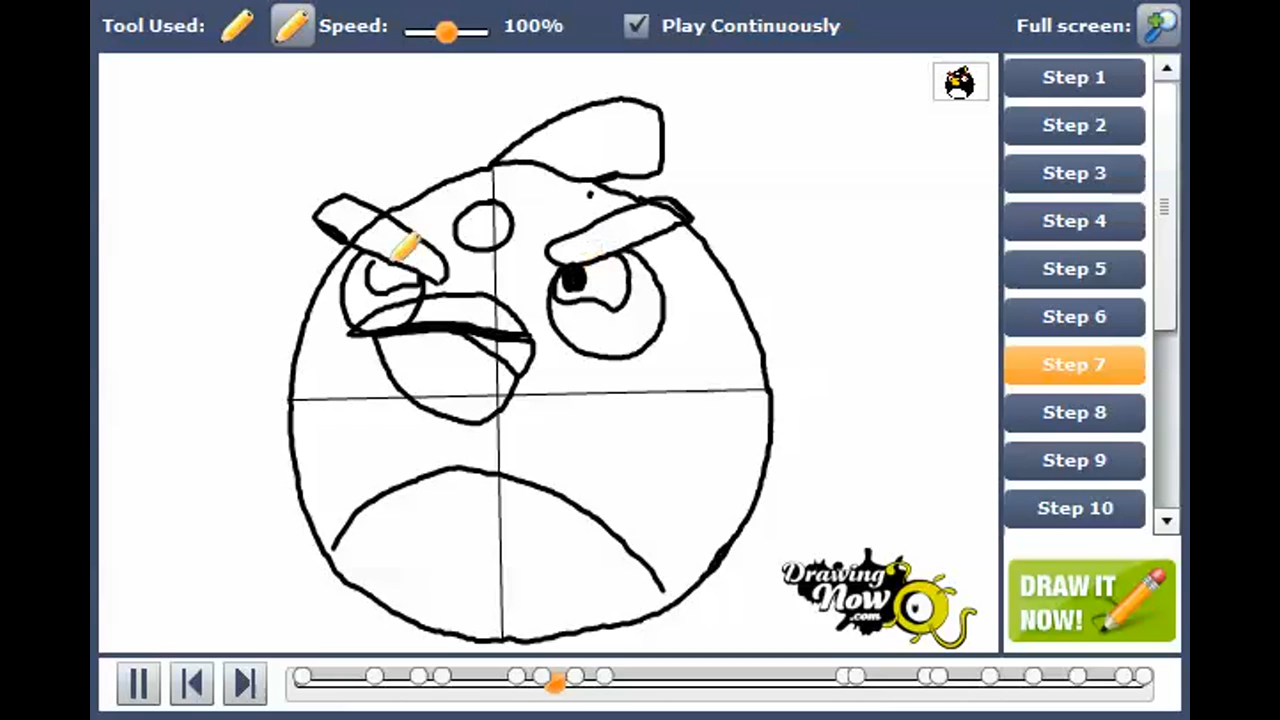 Tool Used: Speed: 100% Play Continuously Full screen:
Step 1
Step 2
Step 3
Step 4
Step 5
Step 6
Step 7
Step 8
Step 9
Step 10
Drawing
Now
.com
DRAW IT
NOW!